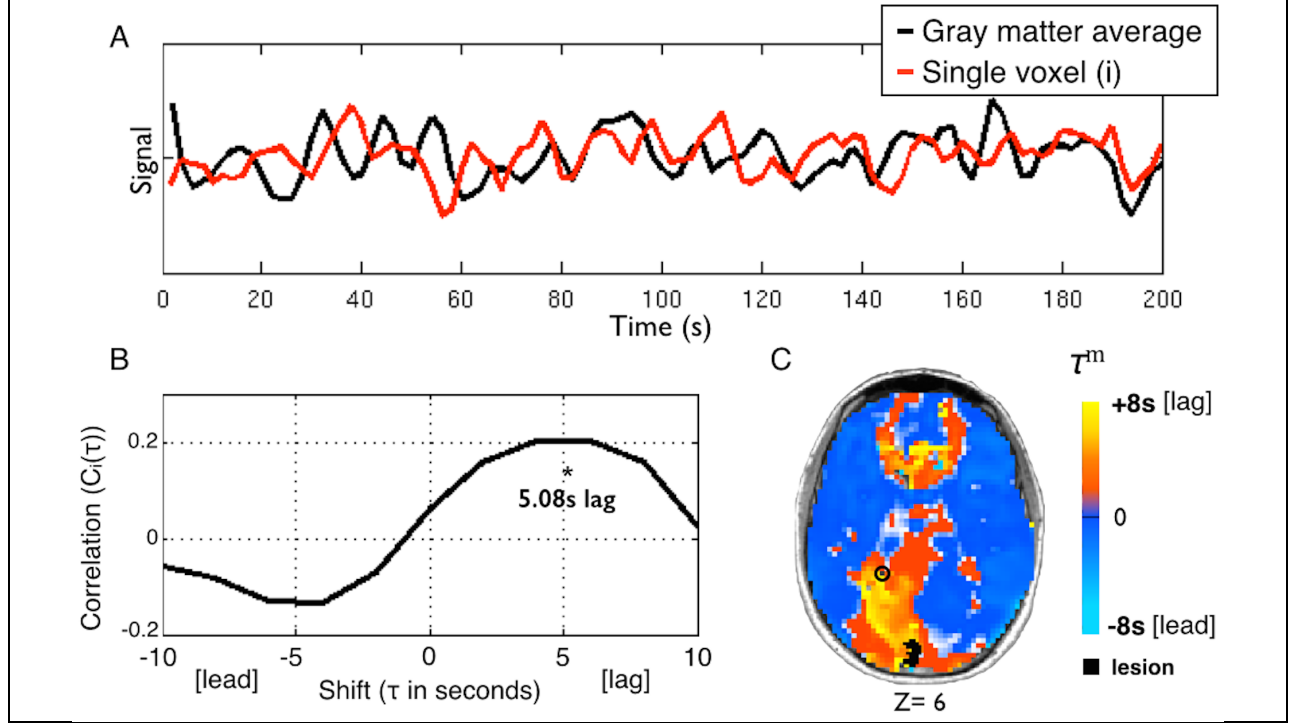 A
Gray matter average
Single voxel (i)
Signal
0 20 40 60 80 100 120 140 160 180 200
Time (s)
B
Correlation (Cᵢ(τ))
0.2
0
-0.2
*
5.08s lag
-10 -5 0 5 10
[lead] [lag]
Shift (τ in seconds)
C
Z= 6
τᵐ
+8s [lag]
0
-8s [lead]
lesion